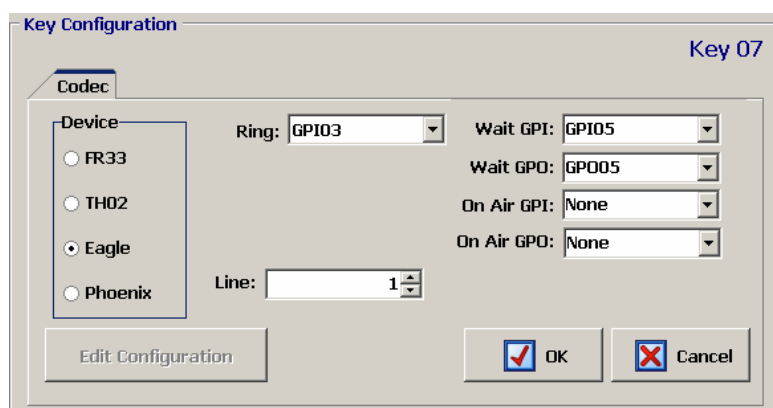 Key Configuration
Key 07
Codec
Device
FR33
TH02
Eagle
Phoenix
Ring: GPIO3
Line: 1
Wait GPI: GPIO5
Wait GPO: GPO05
On Air GPI: None
On Air GPO: None
Edit Configuration
OK
Cancel